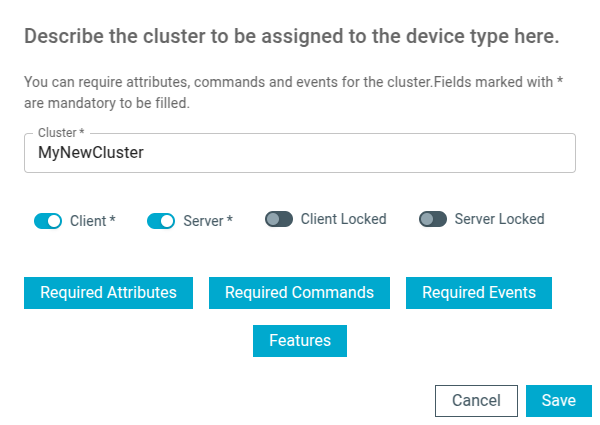 Describe the cluster to be assigned to the device type here.
You can require attributes, commands and events for the cluster.Fields marked with *
are mandatory to be filled.
Cluster *
MyNewCluster
Client *
Server *
Client Locked
Server Locked
Required Attributes
Required Commands
Required Events
Features
Cancel
Save